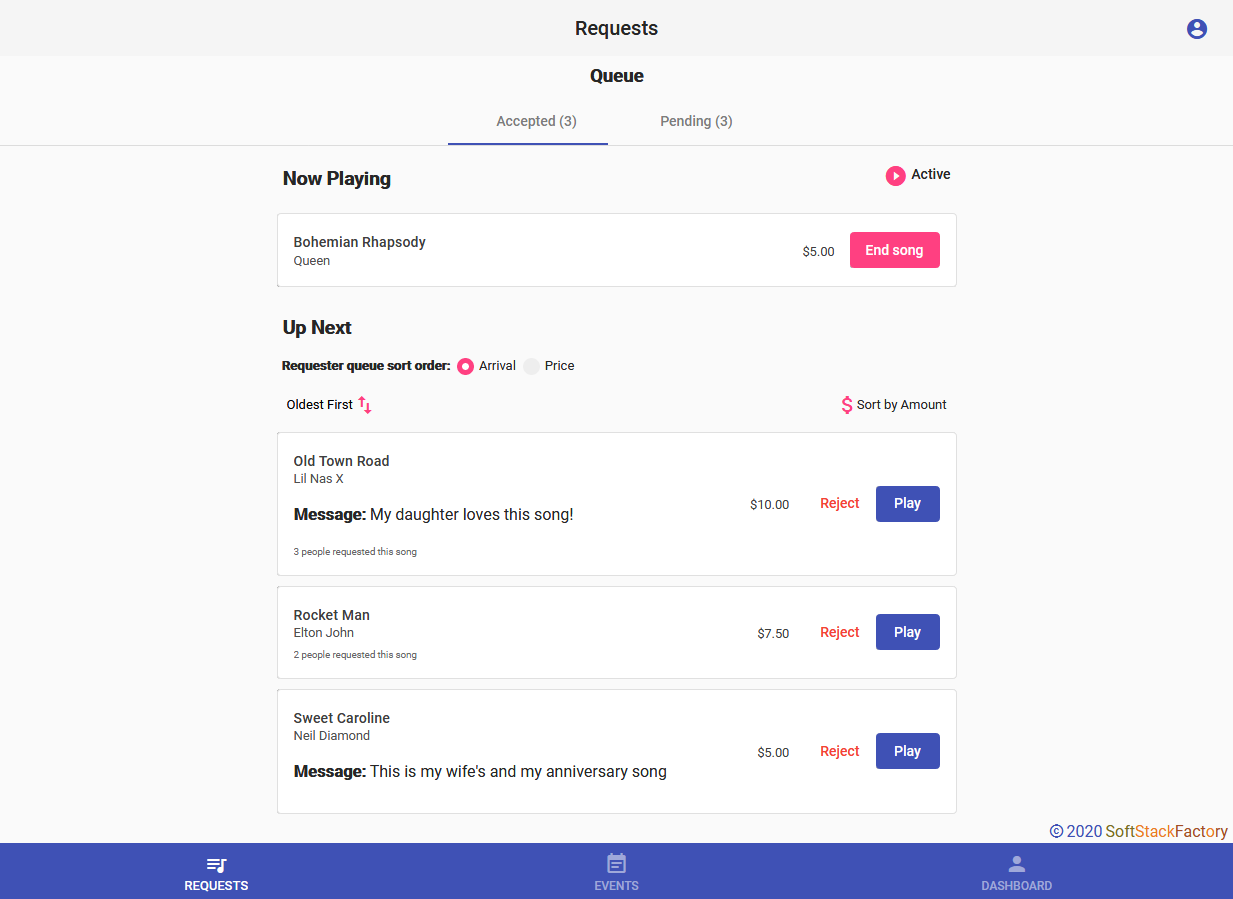 Requests
Queue
Accepted (3) Pending (3)
Now Playing Active
Bohemian Rhapsody
Queen
$5.00 End song
Up Next
Requester queue sort order: Arrival Price
Oldest First $ Sort by Amount
Old Town Road
Lil Nas X
Message: My daughter loves this song!
3 people requested this song
$10.00 Reject Play
Rocket Man
Elton John
2 people requested this song
$7.50 Reject Play
Sweet Caroline
Neil Diamond
Message: This is my wife's and my anniversary song
$5.00 Reject Play
© 2020 SoftStackFactory
REQUESTS EVENTS DASHBOARD